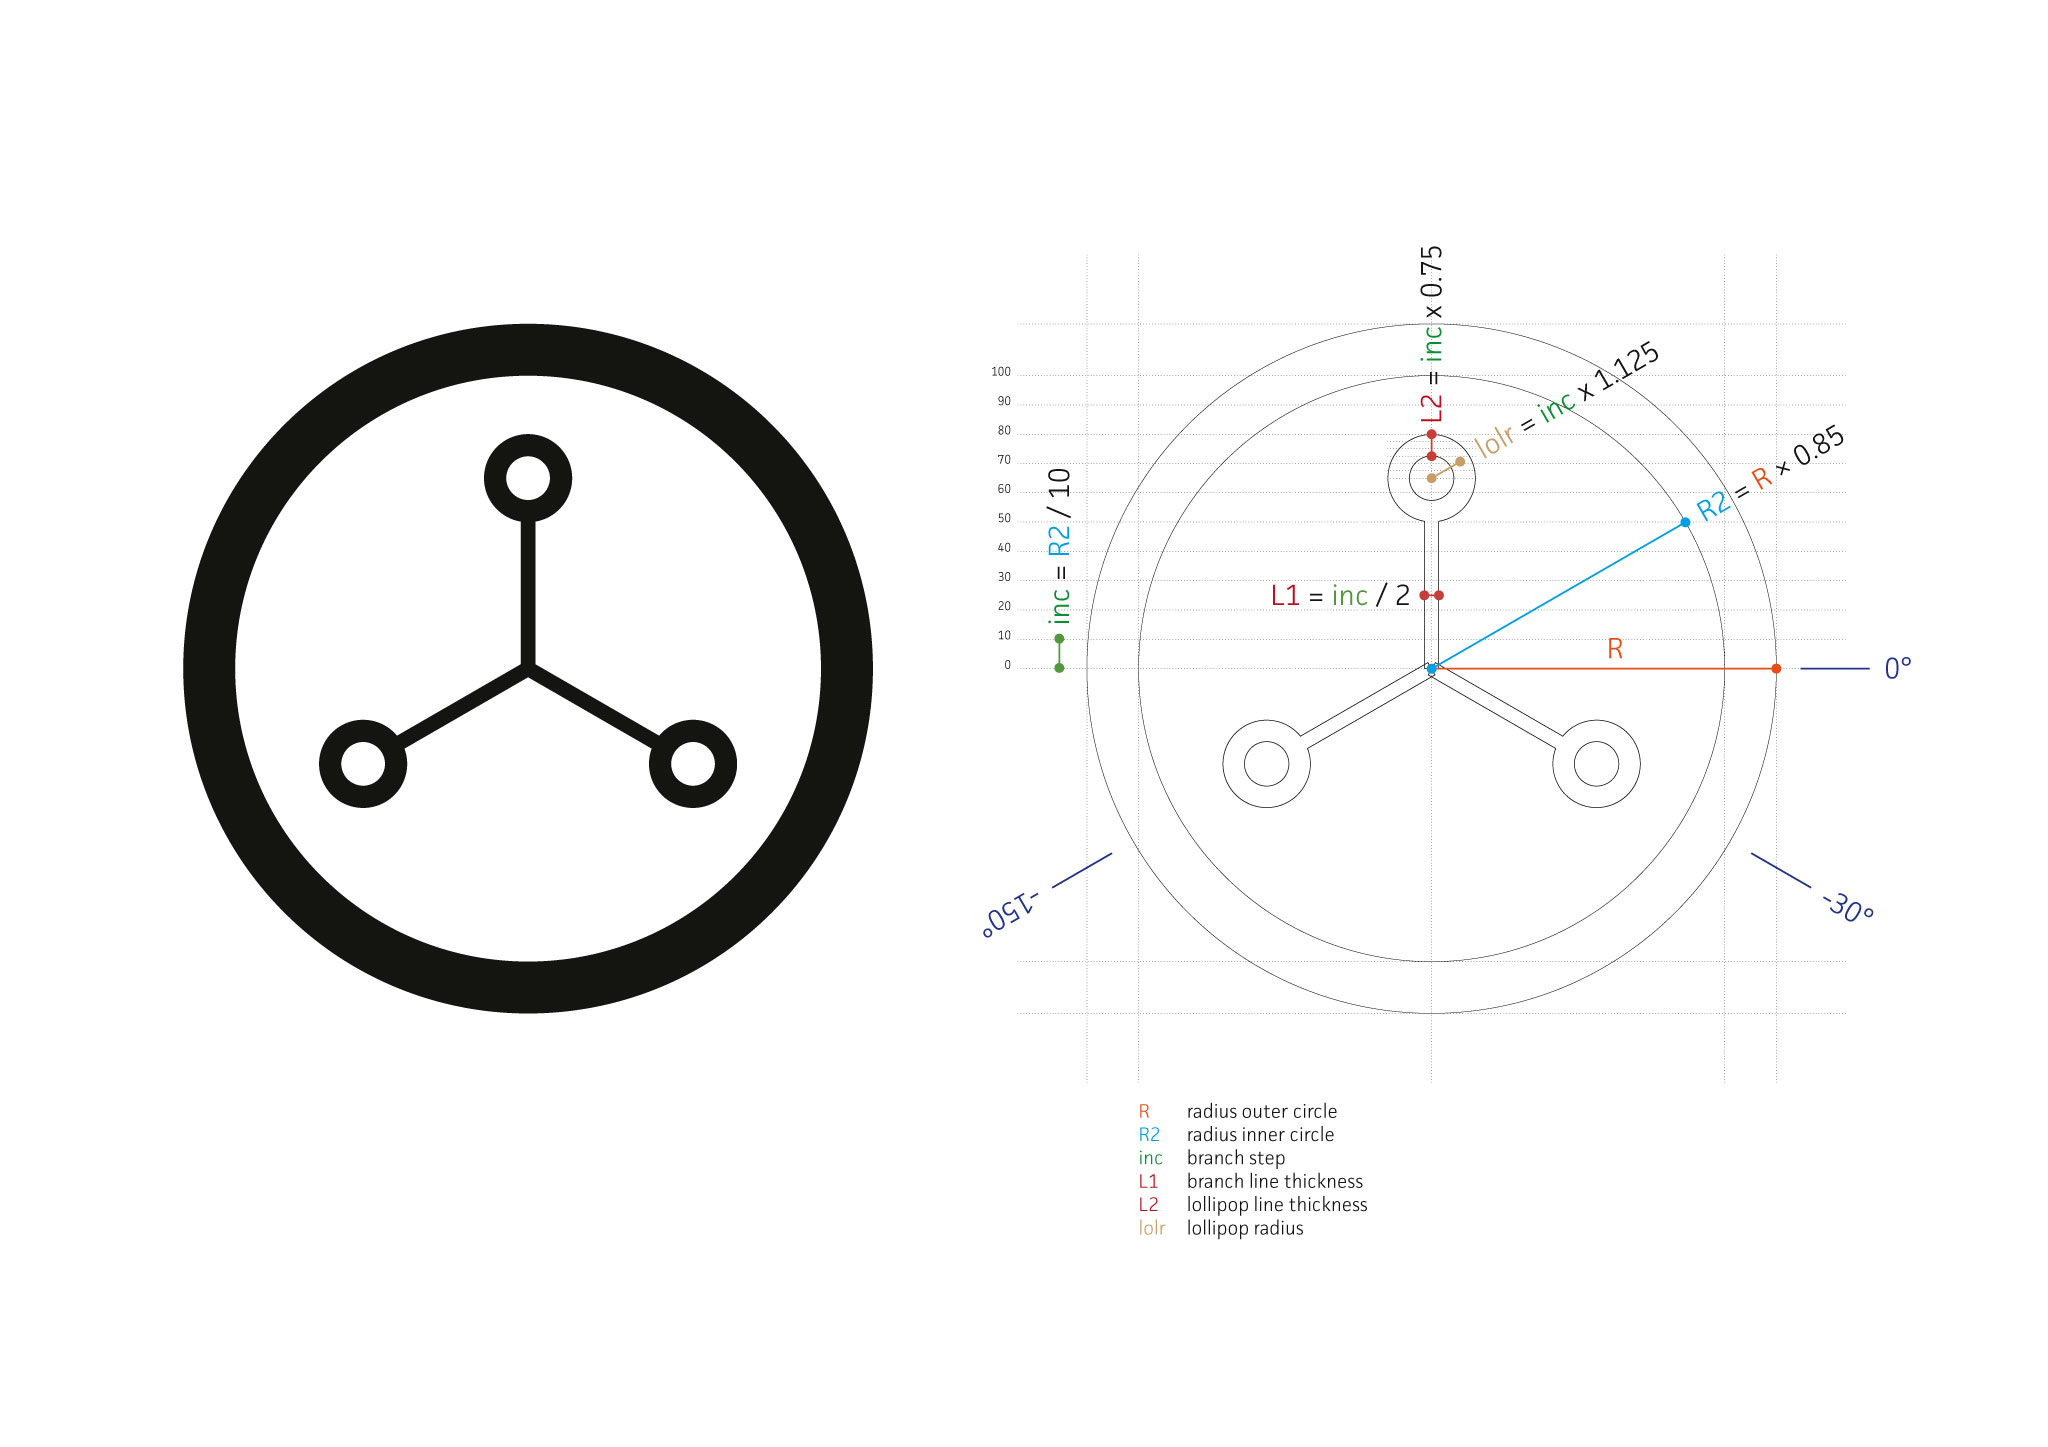 L2 = inc x 0.75
lolr = inc x 1.125
R2 = R × 0.85
inc = R2 / 10
100
90
80
70
60
50
40
30
20
10
0
L1 = inc / 2
R
0°
-150°
-30°
R radius outer circle
R2 radius inner circle
inc branch step
L1 branch line thickness
L2 lollipop line thickness
lolr lollipop radius